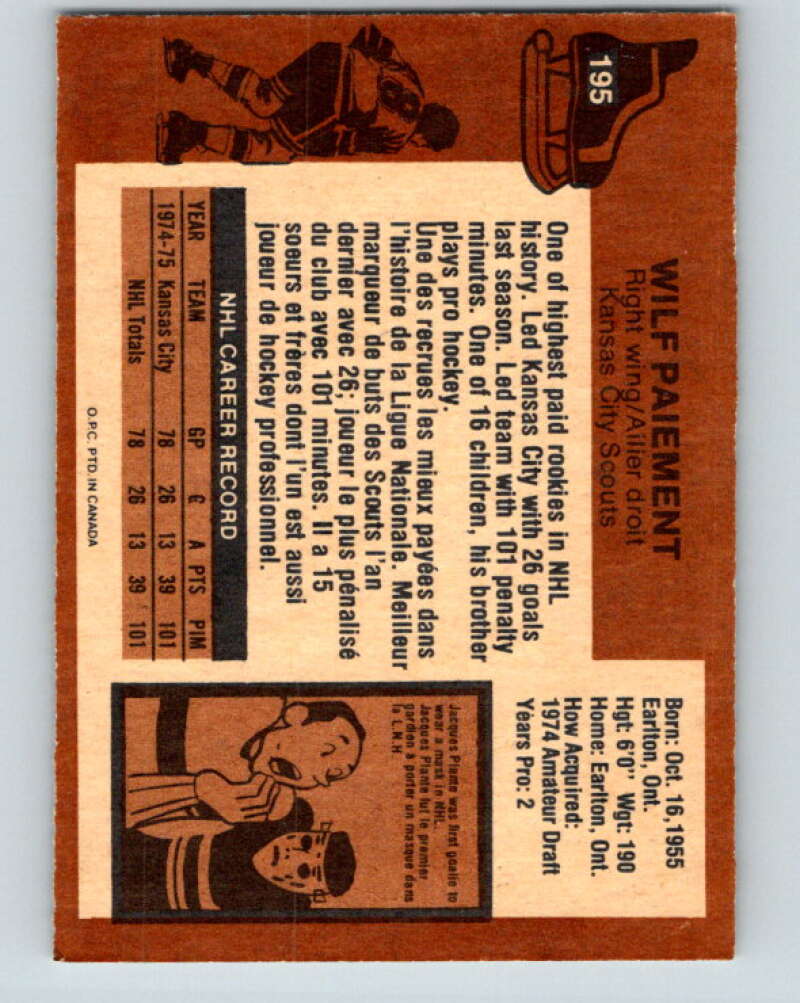 195
8
WILF PAIEMENT
Right wing/Ailier droit
Kansas City Scouts
Born: Oct. 16,1955
Earlton, Ont.
Hgt: 6'0" Wgt: 190
Home: Earlton, Ont.
How Acquired:
1974 Amateur Draft
Years Pro: 2
One of highest paid rookies in NHL
history. Led Kansas City with 26 goals
last season. Led team with 101 penalty
minutes. One of 16 children, his brother
plays pro hockey.
Une des recrues les mieux payées dans
l'histoire de la Ligue Nationale. Meilleur
marqueur de buts des Scouts l'an
dernier avec 26; joueur le plus pénalisé
du club avec 101 minutes. Il a 15
soeurs et frères dont l'un est aussi
joueur de hockey professionnel.
NHL CAREER RECORD
YEAR TEAM GP G A PTS PIM
1974-75 Kansas City 78 26 13 39 101
NHL Totals 78 26 13 39 101
O.P.C. PTD. IN CANADA
Jacques Plante was first goalie to
wear a mask in NHL.
Jacques Plante fut le premier
gardien à porter un masque dans
la L.N.H